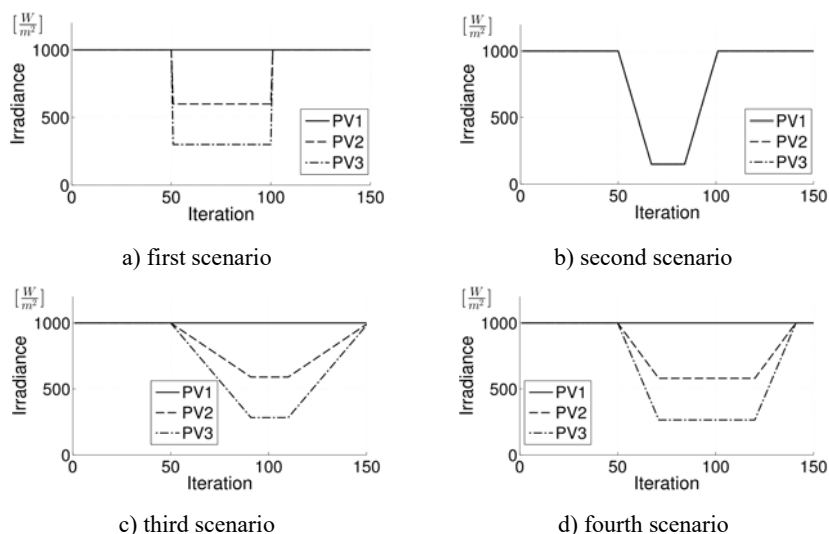 [W/m²]
Irradiance
1000
500
0
0 50 100 150
Iteration
PV1
PV2
PV3
a) first scenario
[W/m²]
Irradiance
1000
500
0
0 50 100 150
Iteration
PV1
PV2
PV3
b) second scenario
[W/m²]
Irradiance
1000
500
0
0 50 100 150
Iteration
PV1
PV2
PV3
c) third scenario
[W/m²]
Irradiance
1000
500
0
0 50 100 150
Iteration
PV1
PV2
PV3
d) fourth scenario